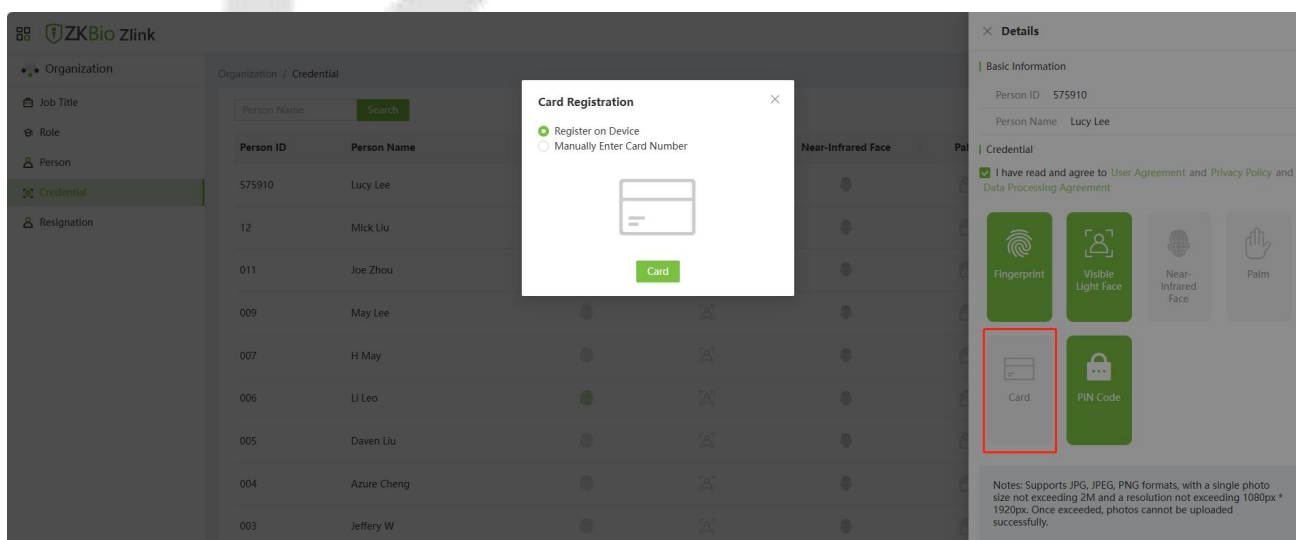 ZKBio Zlink
Organization
Job Title
Role
Person
Credential
Resignation
Organization / Credential
Person Name Search
Person ID Person Name Near-Infrared Face Pal
575910 Lucy Lee
12 Mick Liu
011 Joe Zhou
009 May Lee
007 H May
006 LI Leo
005 Daven Liu
004 Azure Cheng
003 Jeffery W
Card Registration
Register on Device
Manually Enter Card Number
Card
Details
Basic Information
Person ID 575910
Person Name Lucy Lee
Credential
I have read and agree to User Agreement and Privacy Policy and
Data Processing Agreement
Fingerprint
Visible
Light Face
Near-
Infrared
Face
Palm
Card
PIN Code
Notes: Supports JPG, JPEG, PNG formats, with a single photo
size not exceeding 2M and a resolution not exceeding 1080px *
1920px. Once exceeded, photos cannot be uploaded
successfully.